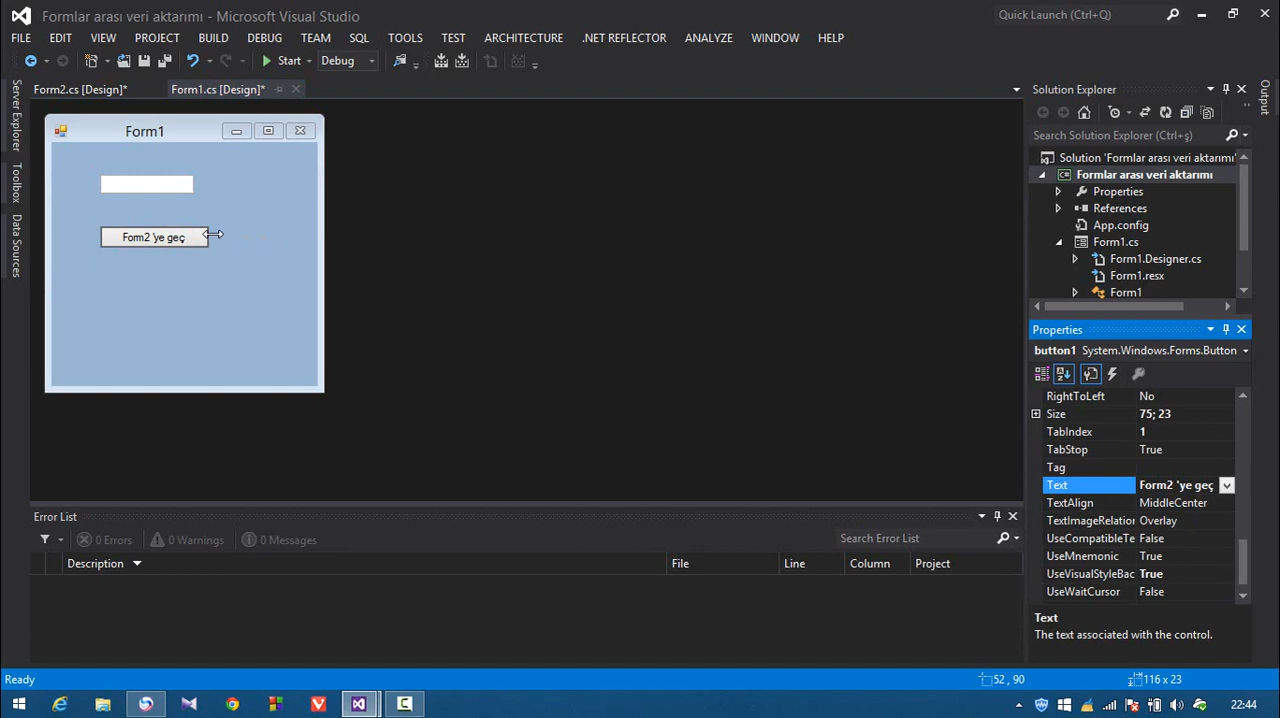 Formlar arası veri aktarımı - Microsoft Visual Studio
Quick Launch (Ctrl+Q)
FILE EDIT VIEW PROJECT BUILD DEBUG TEAM SQL TOOLS TEST ARCHITECTURE .NET REFLECTOR ANALYZE WINDOW HELP
Start Debug
Form2.cs [Design]* Form1.cs [Design]*
Server Explorer
Toolbox
Data Sources
Form1
Form2 'ye geç
Solution Explorer
Output
Search Solution Explorer (Ctrl+ş)
Solution 'Formlar arası veri aktarımı'
Formlar arası veri aktarımı
Properties
References
App.config
Form1.cs
Form1.Designer.cs
Form1.resx
Form1
Properties
button1 System.Windows.Forms.Button
RightToLeft No
Size 75; 23
TabIndex 1
TabStop True
Tag
Text Form2 'ye geç
TextAlign MiddleCenter
TextImageRelation Overlay
UseCompatibleTe False
UseMnemonic True
UseVisualStyleBac True
UseWaitCursor False
Text
The text associated with the control.
Error List
0 Errors 0 Warnings 0 Messages
Search Error List
Description File Line Column Project
Ready
52 , 90
116 x 23
22:44